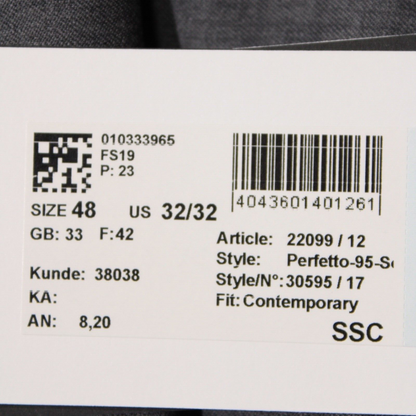 010333965
FS19
P: 23
4043601401261
SIZE 48 US 32/32
GB: 33 F:42
Article: 22099 / 12
Style: Perfetto-95-S
Kunde: 38038
Style/N°: 30595 / 17
KA:
Fit: Contemporary
AN: 8,20
SSC